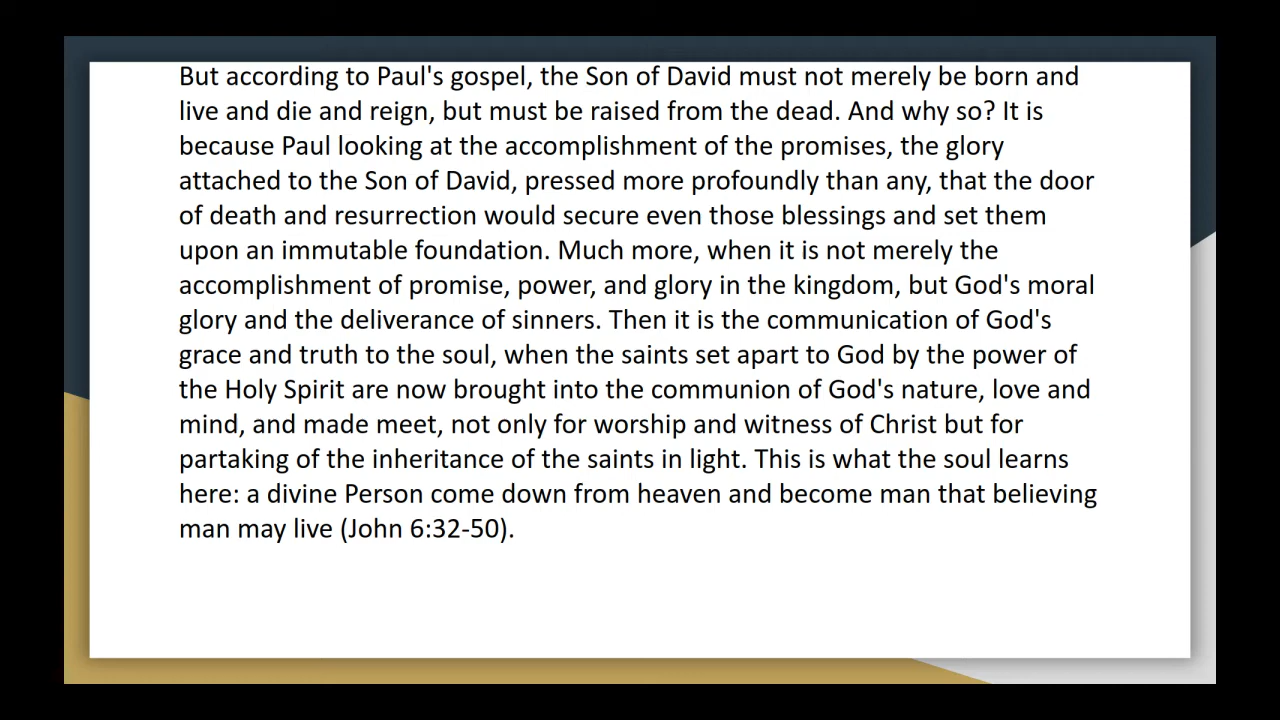 But according to Paul's gospel, the Son of David must not merely be born and
live and die and reign, but must be raised from the dead. And why so? It is
because Paul looking at the accomplishment of the promises, the glory
attached to the Son of David, pressed more profoundly than any, that the door
of death and resurrection would secure even those blessings and set them
upon an immutable foundation. Much more, when it is not merely the
accomplishment of promise, power, and glory in the kingdom, but God's moral
glory and the deliverance of sinners. Then it is the communication of God's
grace and truth to the soul, when the saints set apart to God by the power of
the Holy Spirit are now brought into the communion of God's nature, love and
mind, and made meet, not only for worship and witness of Christ but for
partaking of the inheritance of the saints in light. This is what the soul learns
here: a divine Person come down from heaven and become man that believing
man may live (John 6:32-50).